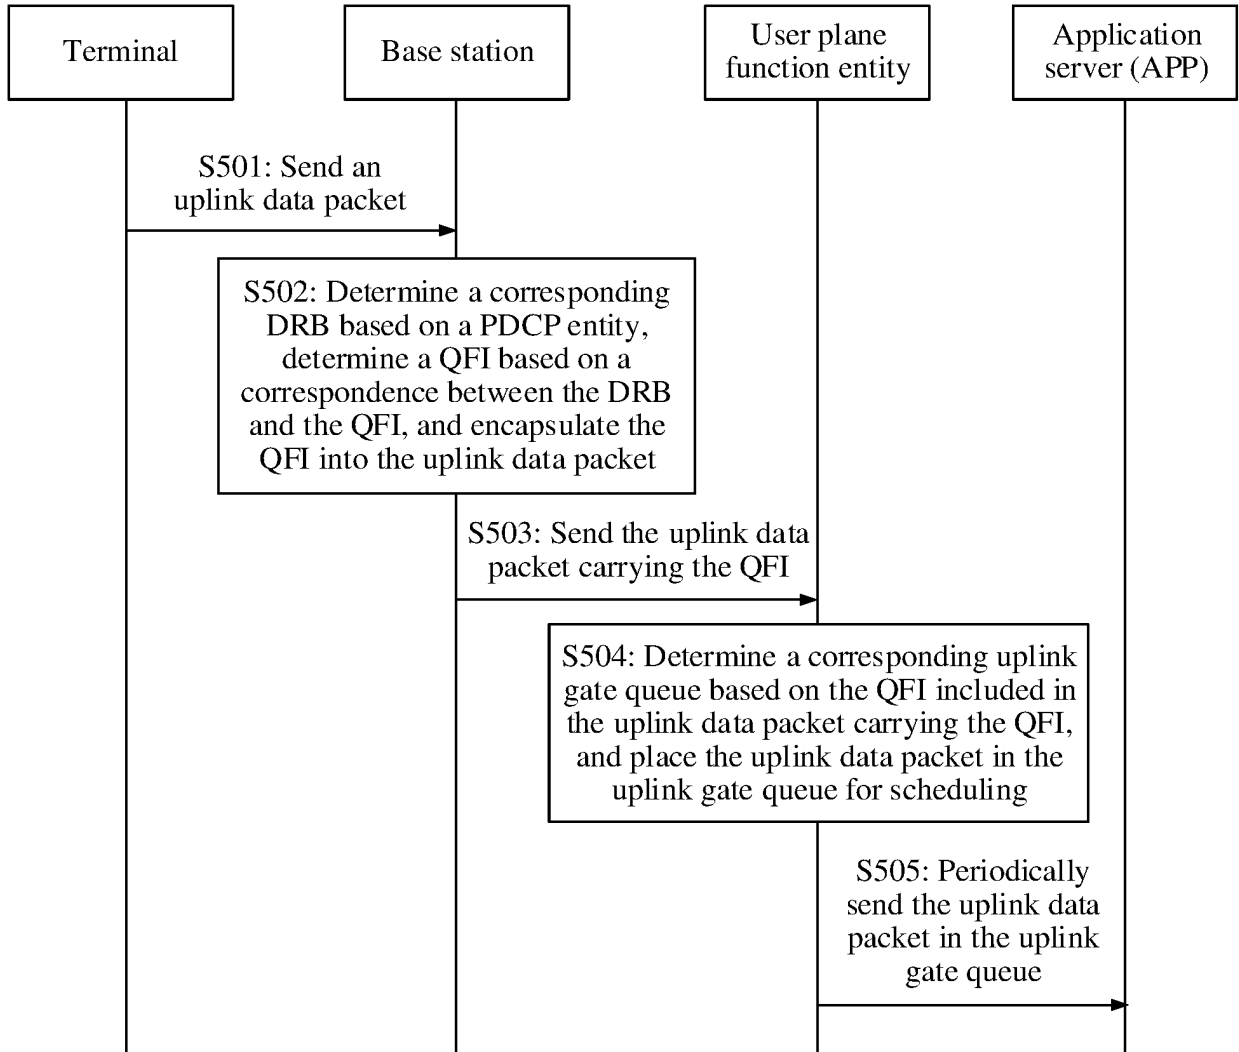 Terminal
Base station
User plane
function entity
Application
server (APP)
S501: Send an
uplink data packet
S502: Determine a corresponding
DRB based on a PDCP entity,
determine a QFI based on a
correspondence between the DRB
and the QFI, and encapsulate the
QFI into the uplink data packet
S503: Send the uplink data
packet carrying the QFI
S504: Determine a corresponding uplink
gate queue based on the QFI included in
the uplink data packet carrying the QFI,
and place the uplink data packet in the
uplink gate queue for scheduling
S505: Periodically
send the uplink data
packet in the uplink
gate queue